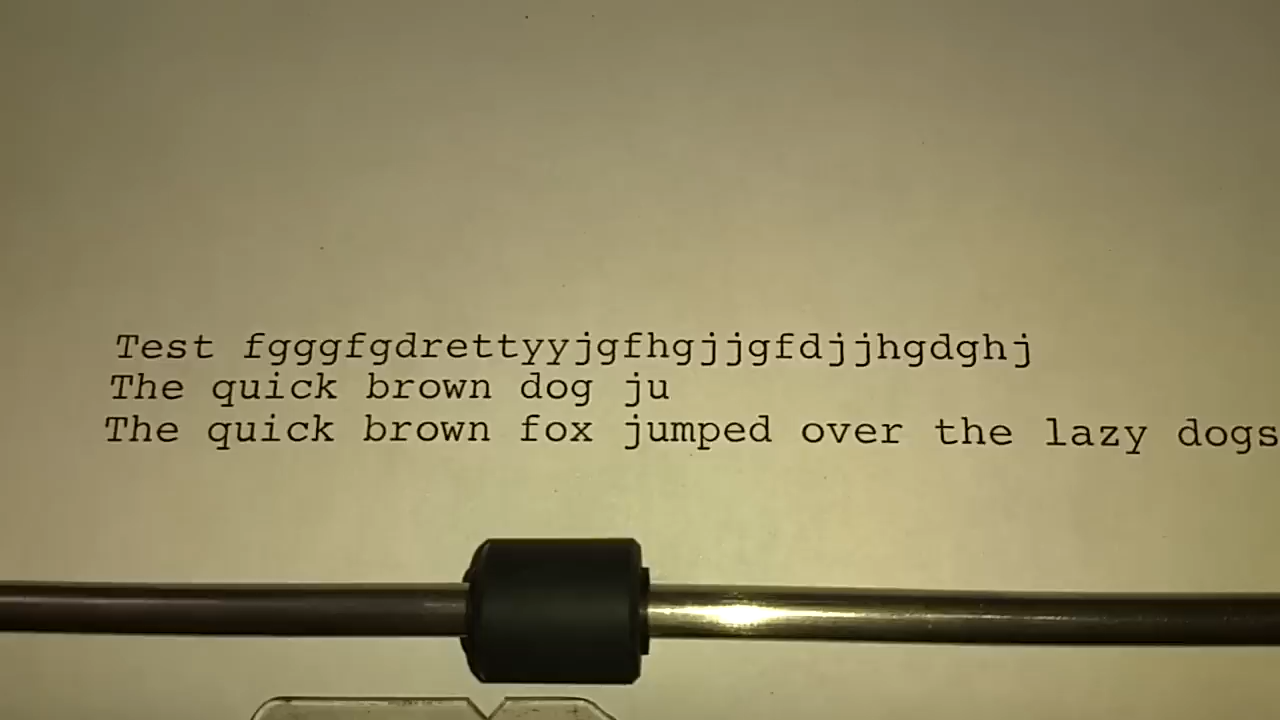 Test fgggfgdrettyyjgfhgjjgfdjjhgdghj
The quick brown dog ju
The quick brown fox jumped over the lazy dogs